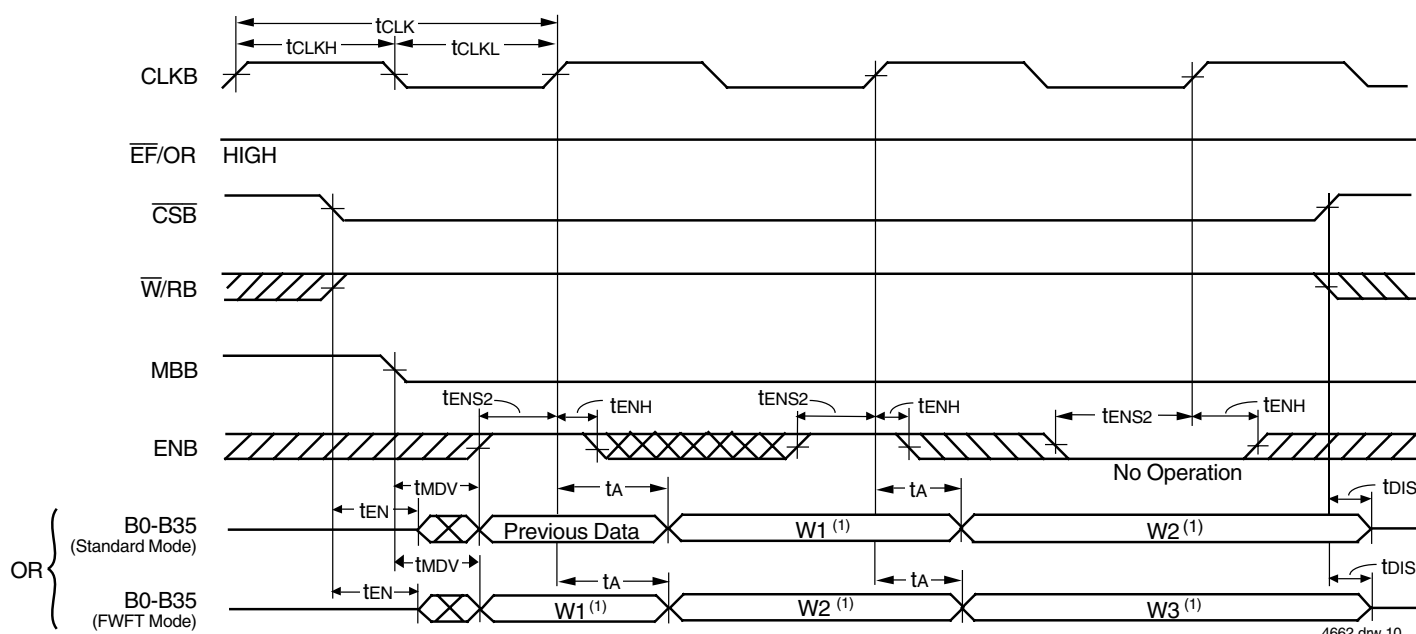 tCLK
tCLKH tCLKL
CLKB
EF/OR HIGH
CSB
W/RB
MBB
tENS2 tENH tENS2 tENH tENS2 tENH
ENB
No Operation
tMDV tA tA tDIS
tEN
B0-B35 Previous Data W1 (1) W2 (1)
(Standard Mode)
OR
tMDV tA tA tDIS
tEN
B0-B35 W1 (1) W2 (1) W3 (1)
(FWFT Mode)
4662 drw 10